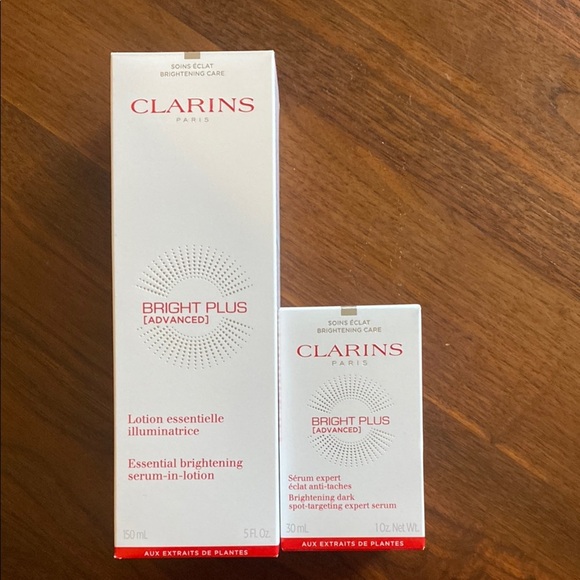 SOINS ÉCLAT
BRIGHTENING CARE
CLARINS
PARIS
BRIGHT PLUS
[ADVANCED]
Lotion essentielle
illuminatrice
Essential brightening
serum-in-lotion
150 mL 5 Fl. Oz.
AUX EXTRAITS DE PLANTES
SOINS ÉCLAT
BRIGHTENING CARE
CLARINS
PARIS
BRIGHT PLUS
[ADVANCED]
Sérum expert
éclat anti-taches
Brightening dark
spot-targeting expert serum
30 mL 1 Oz. Net Wt.
AUX EXTRAITS DE PLANTES